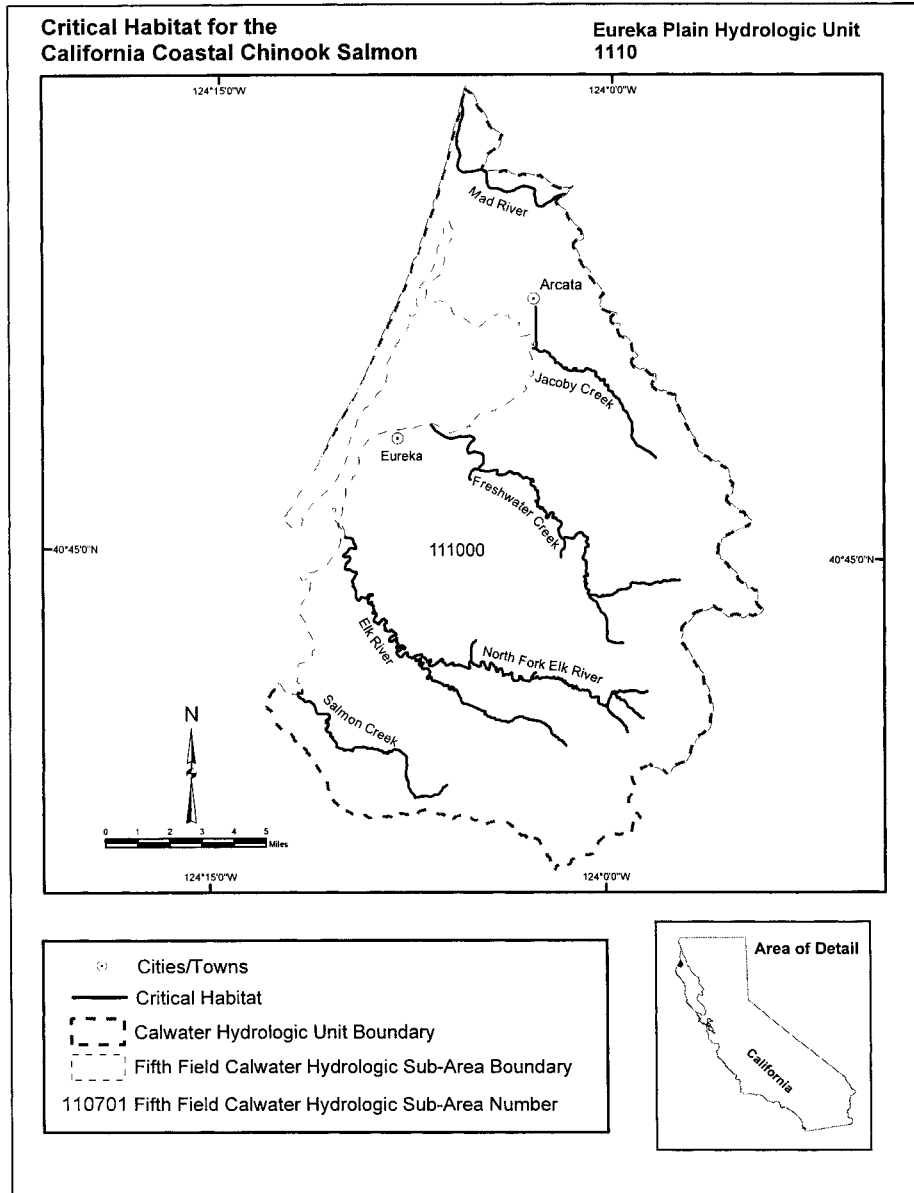 Critical Habitat for the
California Coastal Chinook Salmon
Eureka Plain Hydrologic Unit
1110
124°15'0"W
124°0'0"W
Mad River
Arcata
Jacoby Creek
Eureka
Freshwater Creek
40°45'0"N
111000
40°45'0"N
Elk River
North Fork Elk River
Salmon Creek
N
0 1 2 3 4 5
Miles
124°15'0"W
124°0'0"W
Cities/Towns
Critical Habitat
Calwater Hydrologic Unit Boundary
Fifth Field Calwater Hydrologic Sub-Area Boundary
110701 Fifth Field Calwater Hydrologic Sub-Area Number
Area of Detail
California